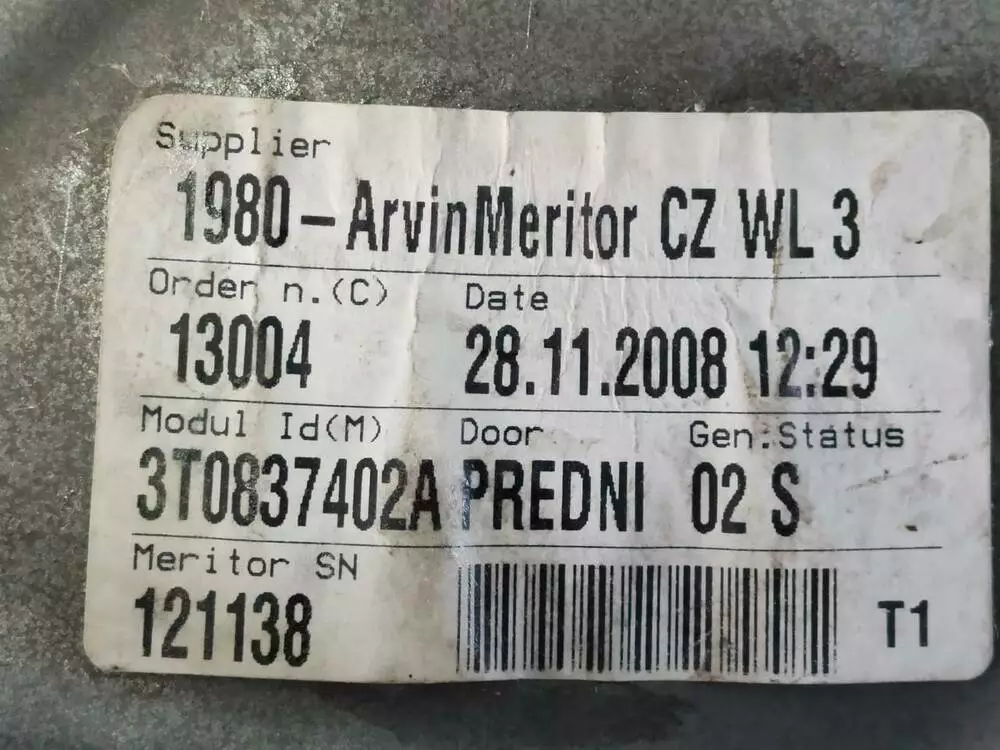 Supplier
1980-ArvinMeritor CZ WL 3
Order n.(C) Date
13004 28.11.2008 12:29
Modul Id(M) Door Gen.Status
3T0837402A PREDNI 02 S
Meritor SN
121138 T1